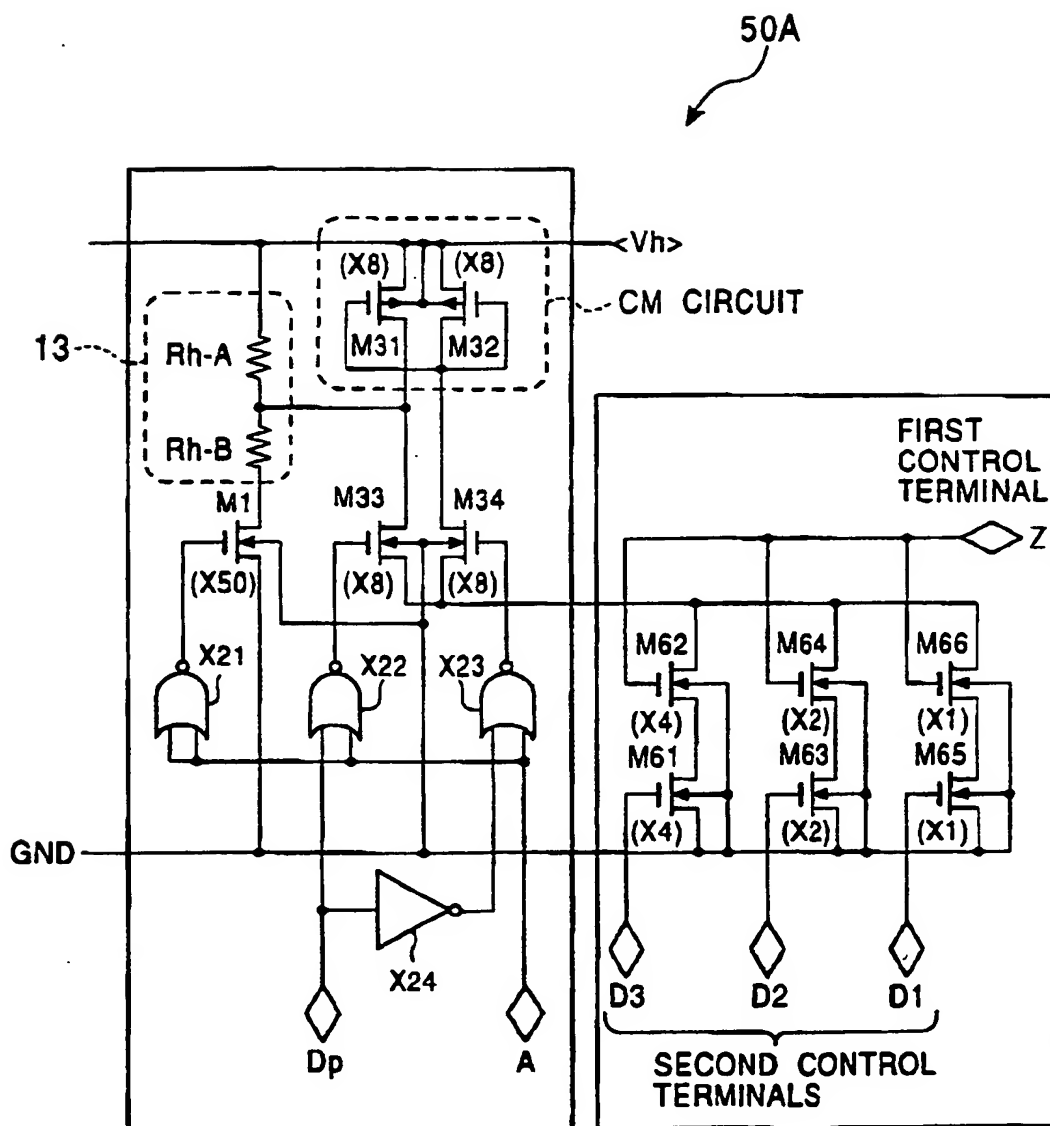 50A
<Vh>
(X8)
(X8)
CM CIRCUIT
M31
M32
13
Rh-A
Rh-B
FIRST
CONTROL
TERMINAL
Z
M1
M33
M34
(X50)
(X8)
(X8)
X21
X22
X23
M62
M64
M66
(X4)
(X2)
(X1)
M61
M63
M65
(X4)
(X2)
(X1)
GND
X24
Dp
A
D3
D2
D1
SECOND CONTROL
TERMINALS